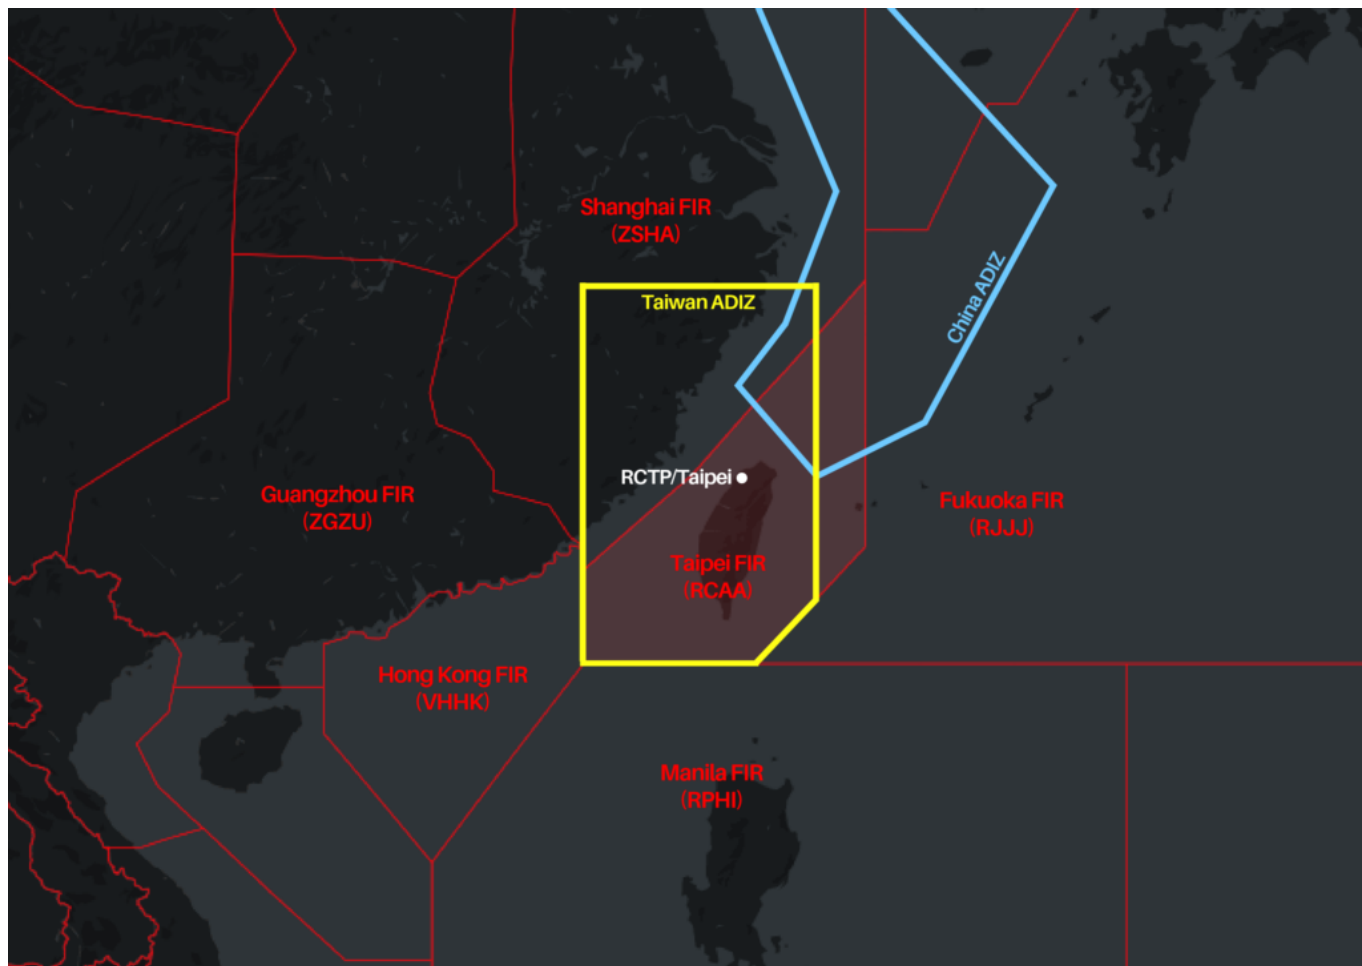 Shanghai FIR
(ZSHA)
Taiwan ADIZ
China ADIZ
RCTP/Taipei
Guangzhou FIR
(ZGZU)
Fukuoka FIR
(RJJJ)
Taipei FIR
(RCAA)
Hong Kong FIR
(VHHK)
Manila FIR
(RPHI)